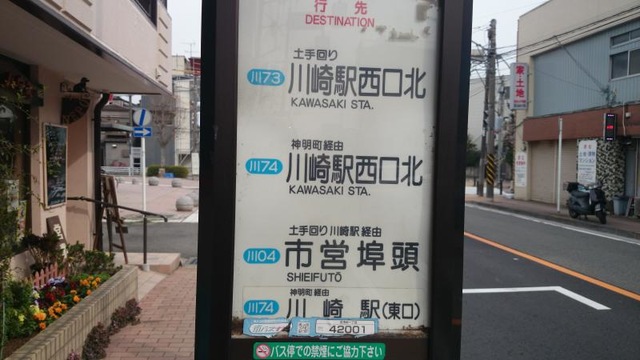 行先
DESTINATION
土手回り
川73 川崎駅西口北
KAWASAKI STA.
神明町経由
川74 川崎駅西口北
KAWASAKI STA.
土手回り 川崎駅 経由
川04 市営埠頭
SHIEIFUTŌ
神明町 経由
川74 川崎駅(東口)
42001
バス停での禁煙にご協力下さい
家・土地